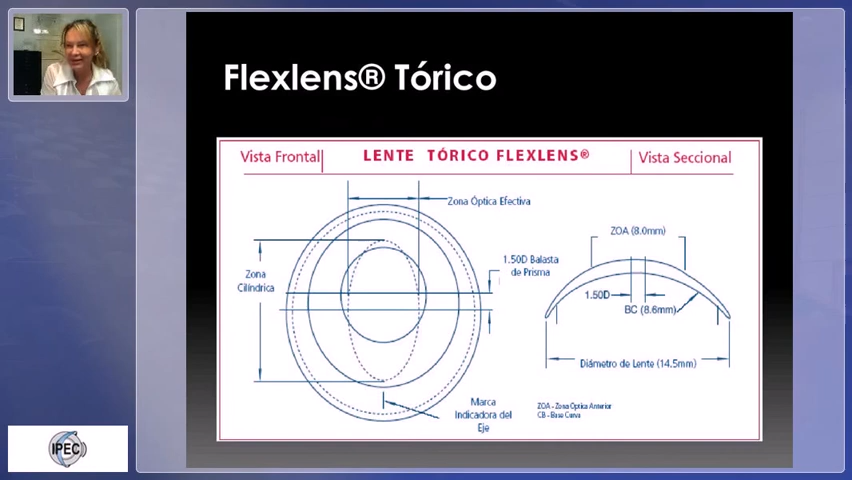 Flexlens® Tórico
Vista Frontal
LENTE TÓRICO FLEXLENS®
Vista Seccional
Zona Óptica Efectiva
Zona
Cilíndrica
1.50D Balasta
de Prisma
ZOA (8.0mm)
1.50D
BC (8.6mm)
Diámetro de Lente (14.5mm)
Marca
Indicadora del
Eje
ZOA - Zona Óptica Anterior
CB - Base Curva
IPEC